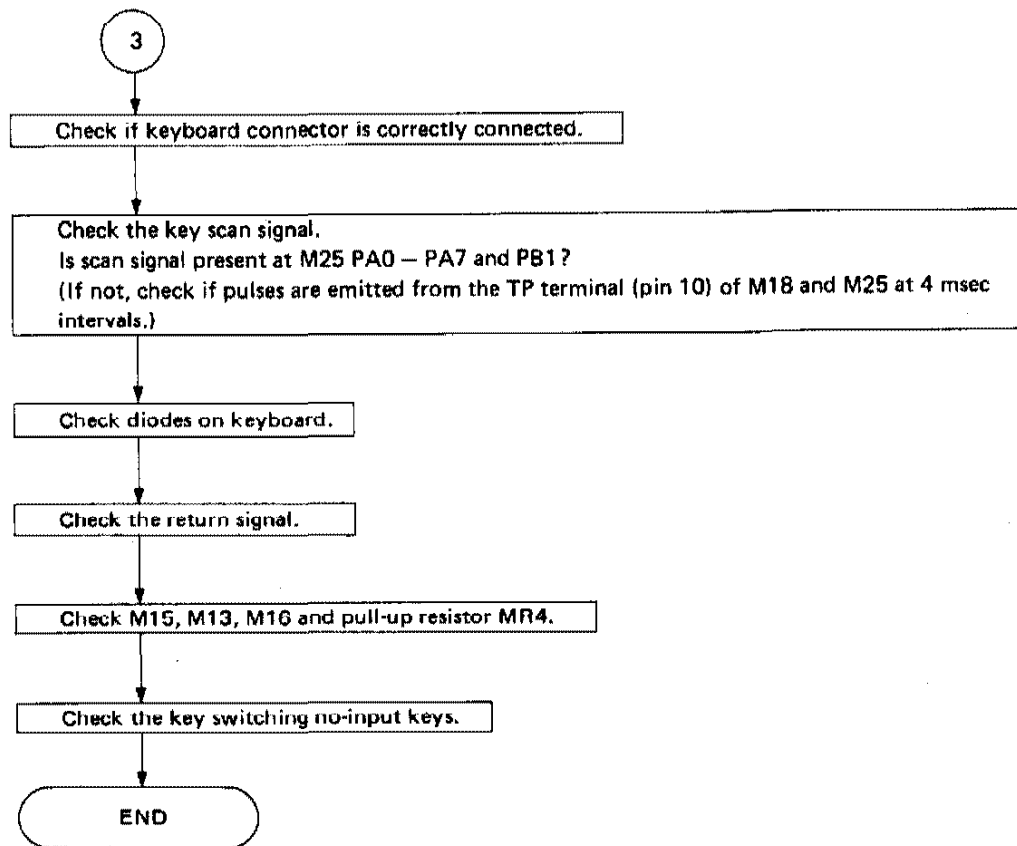 3
Check if keyboard connector is correctly connected.
Check the key scan signal.
Is scan signal present at M25 PA0 — PA7 and PB1?
(If not, check if pulses are emitted from the TP terminal (pin 10) of M18 and M25 at 4 msec
intervals.)
Check diodes on keyboard.
Check the return signal.
Check M15, M13, M16 and pull-up resistor MR4.
Check the key switching no-input keys.
END